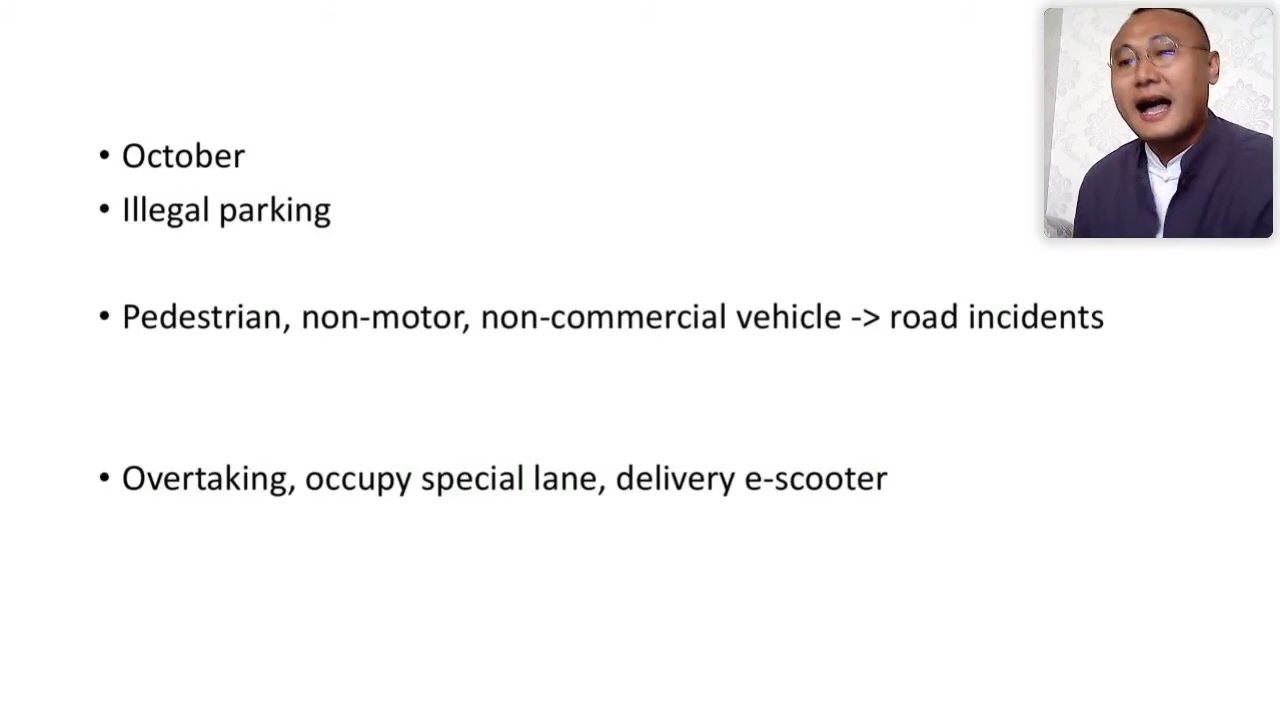 • October
• Illegal parking
• Pedestrian, non-motor, non-commercial vehicle -> road incidents
• Overtaking, occupy special lane, delivery e-scooter